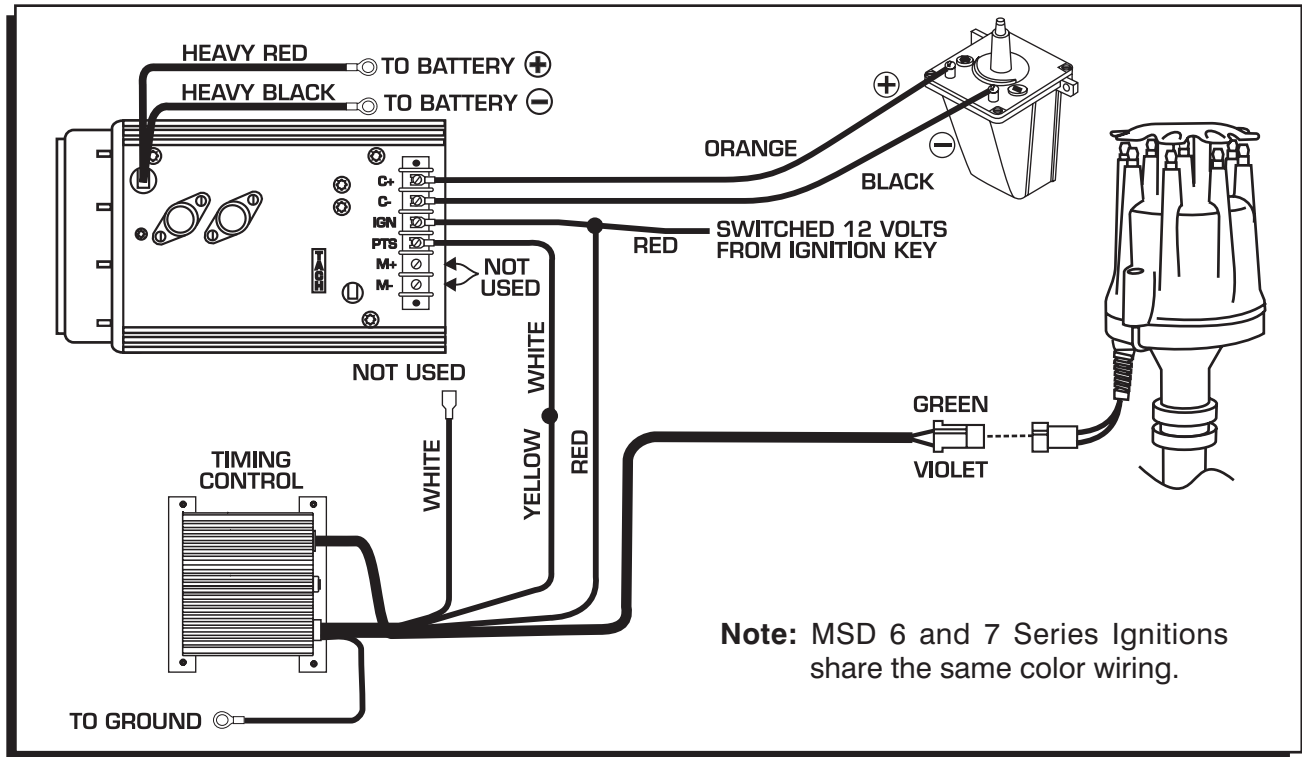 HEAVY RED
TO BATTERY +
HEAVY BLACK
TO BATTERY −
+
ORANGE
−
BLACK
C+
C-
IGN
PTS
M+
M-
TACH
RED
SWITCHED 12 VOLTS
FROM IGNITION KEY
NOT
USED
NOT USED
WHITE
WHITE
YELLOW
RED
GREEN
VIOLET
TIMING
CONTROL
TO GROUND
Note: MSD 6 and 7 Series Ignitions
share the same color wiring.